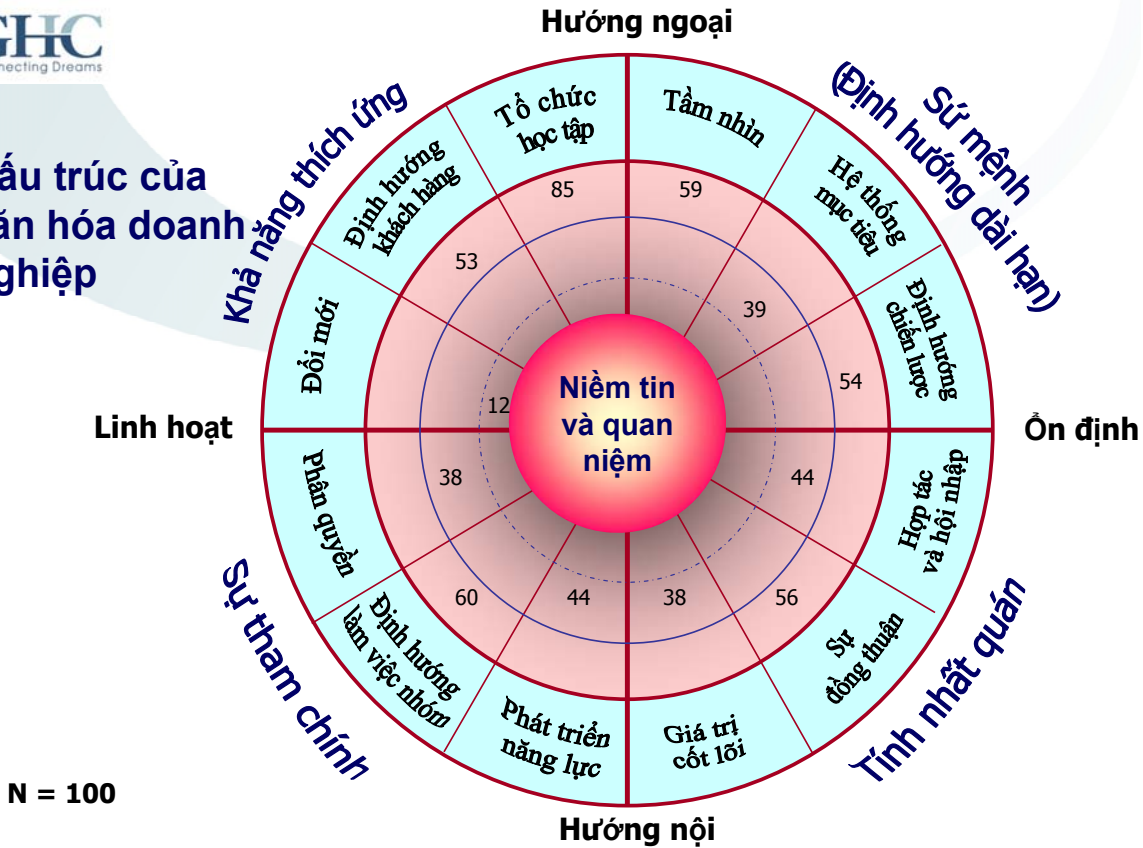 Hướng ngoại
GHC
necting Dreams
ấu trúc của
ăn hóa doanh
ghiệp
Khả năng thích ứng
Sứ mệnh
(Định hướng dài hạn)
Tổ chức
học tập
Tầm nhìn
Định hướng
khách hàng
Hệ thống
mục tiêu
Đổi mới
Định hướng
chiến lược
85
59
53
39
54
12
Niềm tin
và quan
niệm
Linh hoạt
Ổn định
38
44
60
44
38
56
Phân quyền
Hợp tác
và hội nhập
Định hướng
làm việc nhóm
Sự
đồng thuận
Phát triển
năng lực
Giá trị
cốt lõi
Sự tham chính
Tính nhất quán
N = 100
Hướng nội